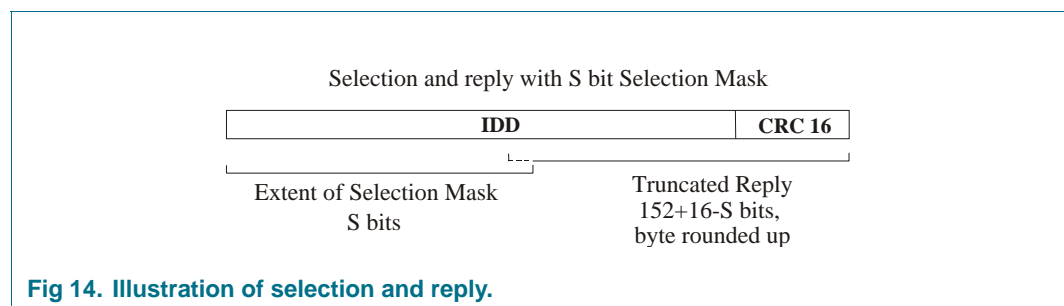 Selection and reply with S bit Selection Mask
IDD
CRC 16
Extent of Selection Mask
S bits
Truncated Reply
152+16-S bits,
byte rounded up
Fig 14. Illustration of selection and reply.